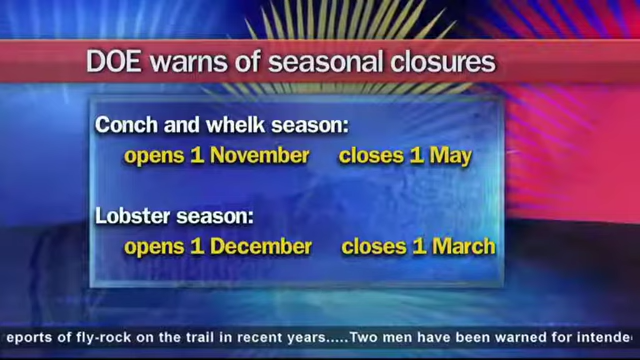 DOE warns of seasonal closures
Conch and whelk season:
opens 1 November closes 1 May
Lobster season:
opens 1 December closes 1 March
eports of fly-rock on the trail in recent years.....Two men have been warned for intende